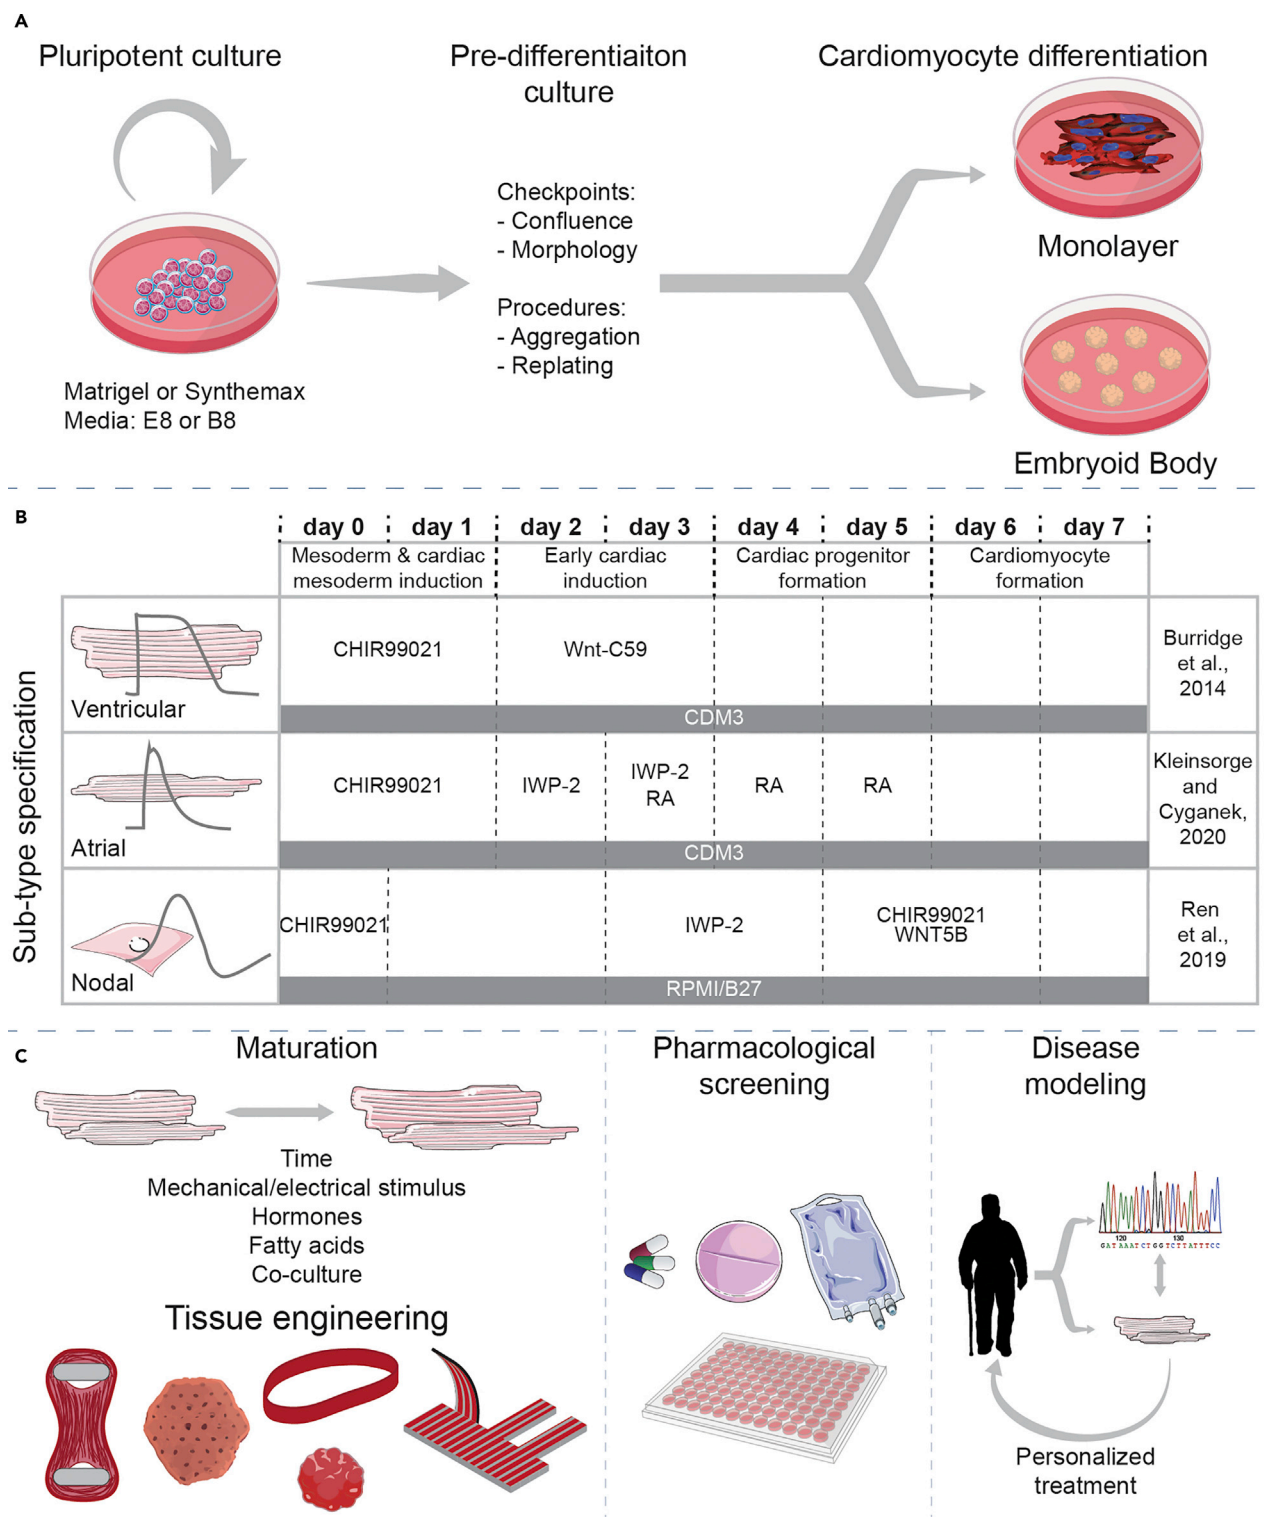 A
Pluripotent culture
Pre-differentiaiton
culture
Cardiomyocyte differentiation
Checkpoints:
- Confluence
- Morphology
Procedures:
- Aggregation
- Replating
Monolayer
Matrigel or Synthemax
Media: E8 or B8
Embryoid Body
B
day 0 day 1 day 2 day 3 day 4 day 5 day 6 day 7
Mesoderm & cardiac
mesoderm induction
Early cardiac
induction
Cardiac progenitor
formation
Cardiomyocyte
formation
Sub-type specification
Ventricular
CHIR99021
Wnt-C59
CDM3
Burridge
et al.,
2014
Atrial
CHIR99021
IWP-2
IWP-2
RA
RA
RA
CDM3
Kleinsorge
and
Cyganek,
2020
Nodal
CHIR99021
IWP-2
CHIR99021
WNT5B
RPMI/B27
Ren
et al.,
2019
C
Maturation
Time
Mechanical/electrical stimulus
Hormones
Fatty acids
Co-culture
Tissue engineering
Pharmacological
screening
Disease
modeling
120 130
GATAAATCTGGTCTTATTTCC
Personalized
treatment